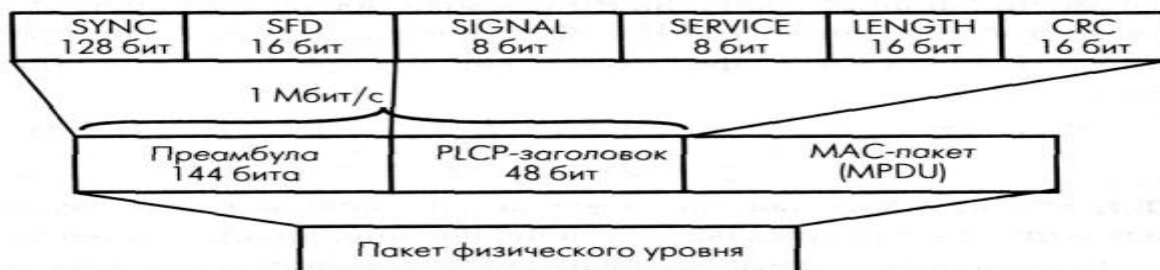 SYNC SFD SIGNAL SERVICE LENGTH CRC
128 бит 16 бит 8 бит 8 бит 16 бит 16 бит
1 Мбит/с
Преамбула PLCP-заголовок MAC-пакет
144 бита 48 бит (MPDU)
Пакет физического уровня